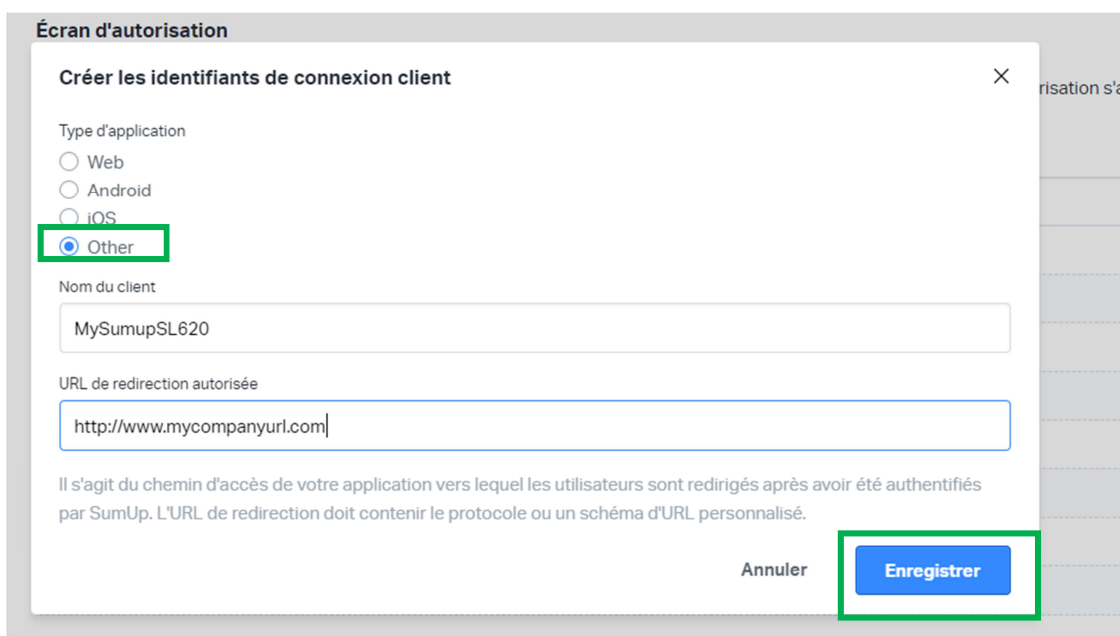 Écran d'autorisation
Créer les identifiants de connexion client
risation s'a
Type d'application
Web
Android
iOS
Other
Nom du client
MySumupSL620
URL de redirection autorisée
http://www.mycompanyurl.com
Il s'agit du chemin d'accès de votre application vers lequel les utilisateurs sont redirigés après avoir été authentifiés
par SumUp. L'URL de redirection doit contenir le protocole ou un schéma d'URL personnalisé.
Annuler
Enregistrer